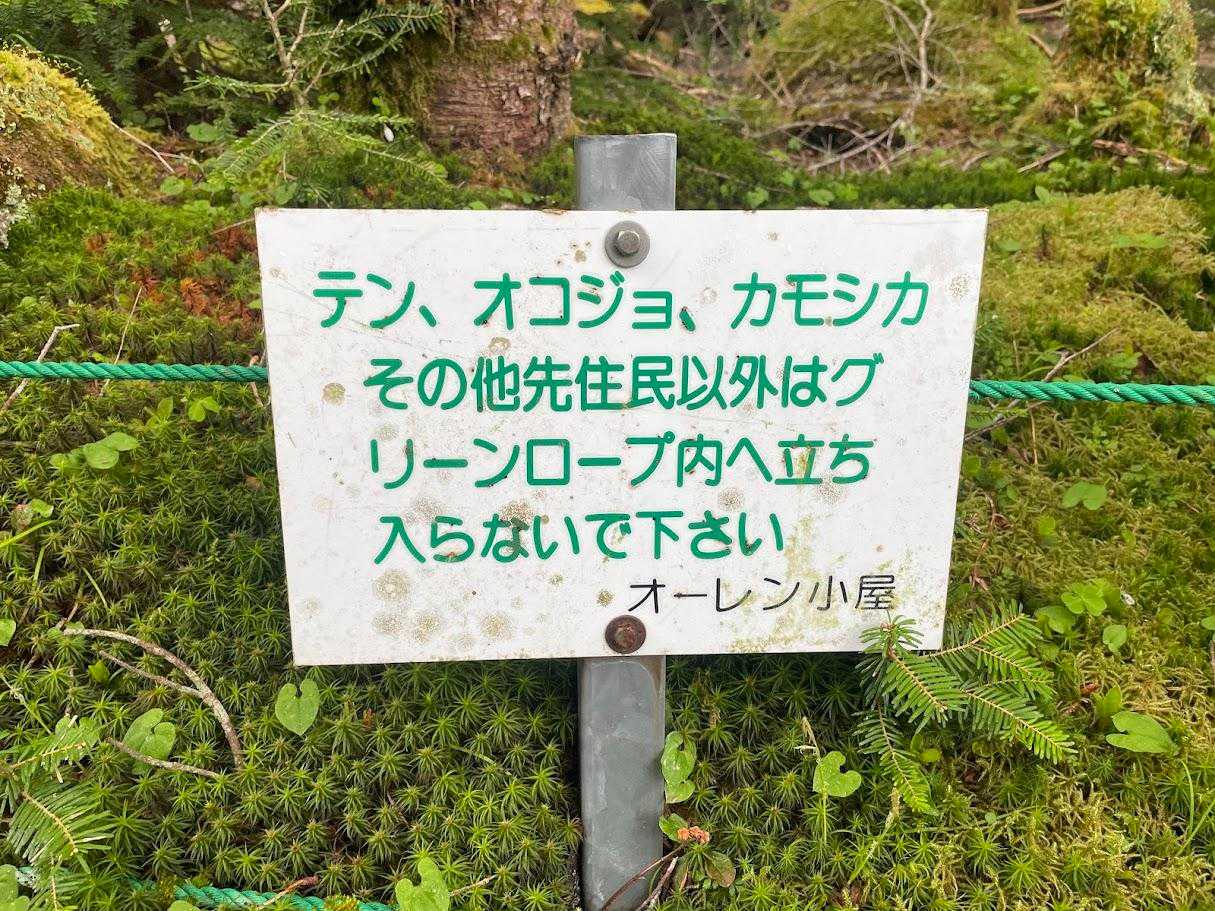 テン、オコジョ、カモシカ
その他先住民以外はグ
リーンロープ内へ立ち
入らないで下さい
オーレン小屋